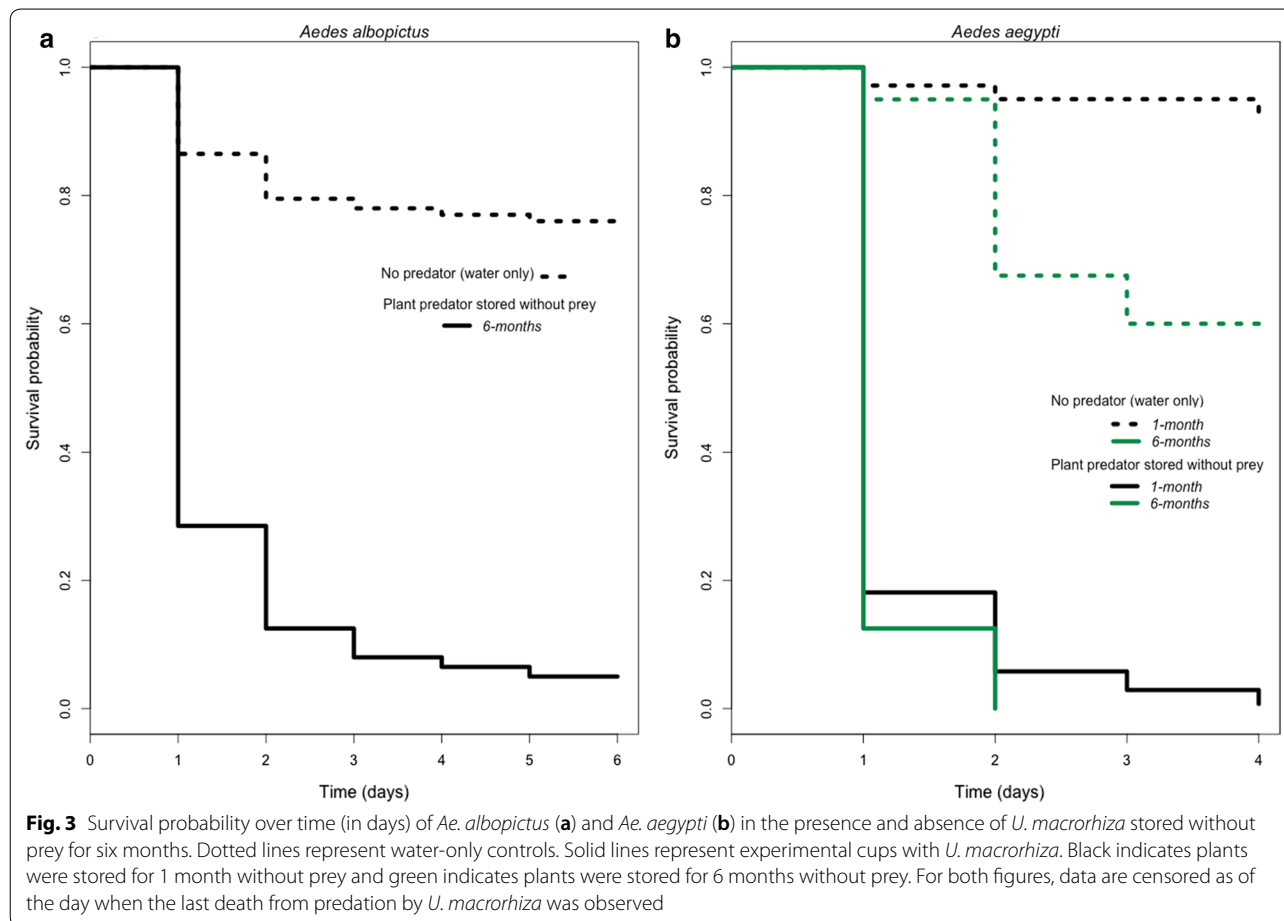 a
Aedes albopictus
1.0
0.8
0.6
0.4
0.2
0.0
Survival probability
No predator (water only)
Plant predator stored without prey
6-months
0 1 2 3 4 5 6
Time (days)
b
Aedes aegypti
1.0
0.8
0.6
0.4
0.2
0.0
Survival probability
No predator (water only)
1-month
6-months
Plant predator stored without prey
1-month
6-months
0 1 2 3 4
Time (days)
Fig. 3 Survival probability over time (in days) of Ae. albopictus (a) and Ae. aegypti (b) in the presence and absence of U. macrorhiza stored without
prey for six months. Dotted lines represent water-only controls. Solid lines represent experimental cups with U. macrorhiza. Black indicates plants
were stored for 1 month without prey and green indicates plants were stored for 6 months without prey. For both figures, data are censored as of
the day when the last death from predation by U. macrorhiza was observed